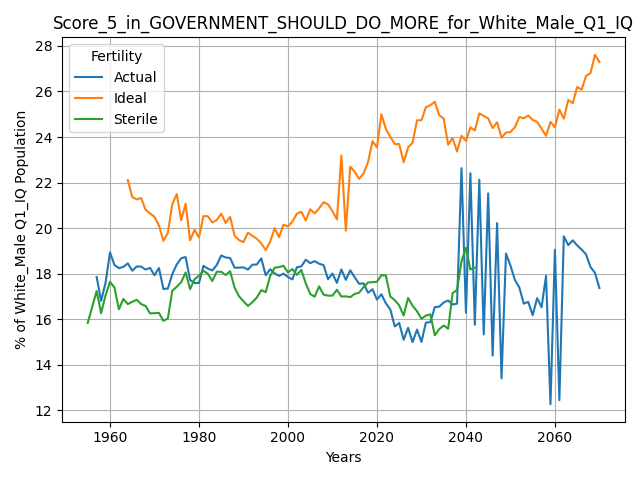 Score_5_in_GOVERNMENT_SHOULD_DO_MORE_for_White_Male_Q1_IQ
% of White_Male Q1_IQ Population
28
26
24
22
20
18
16
14
12
Fertility
Actual
Ideal
Sterile
1960 1980 2000 2020 2040 2060
Years